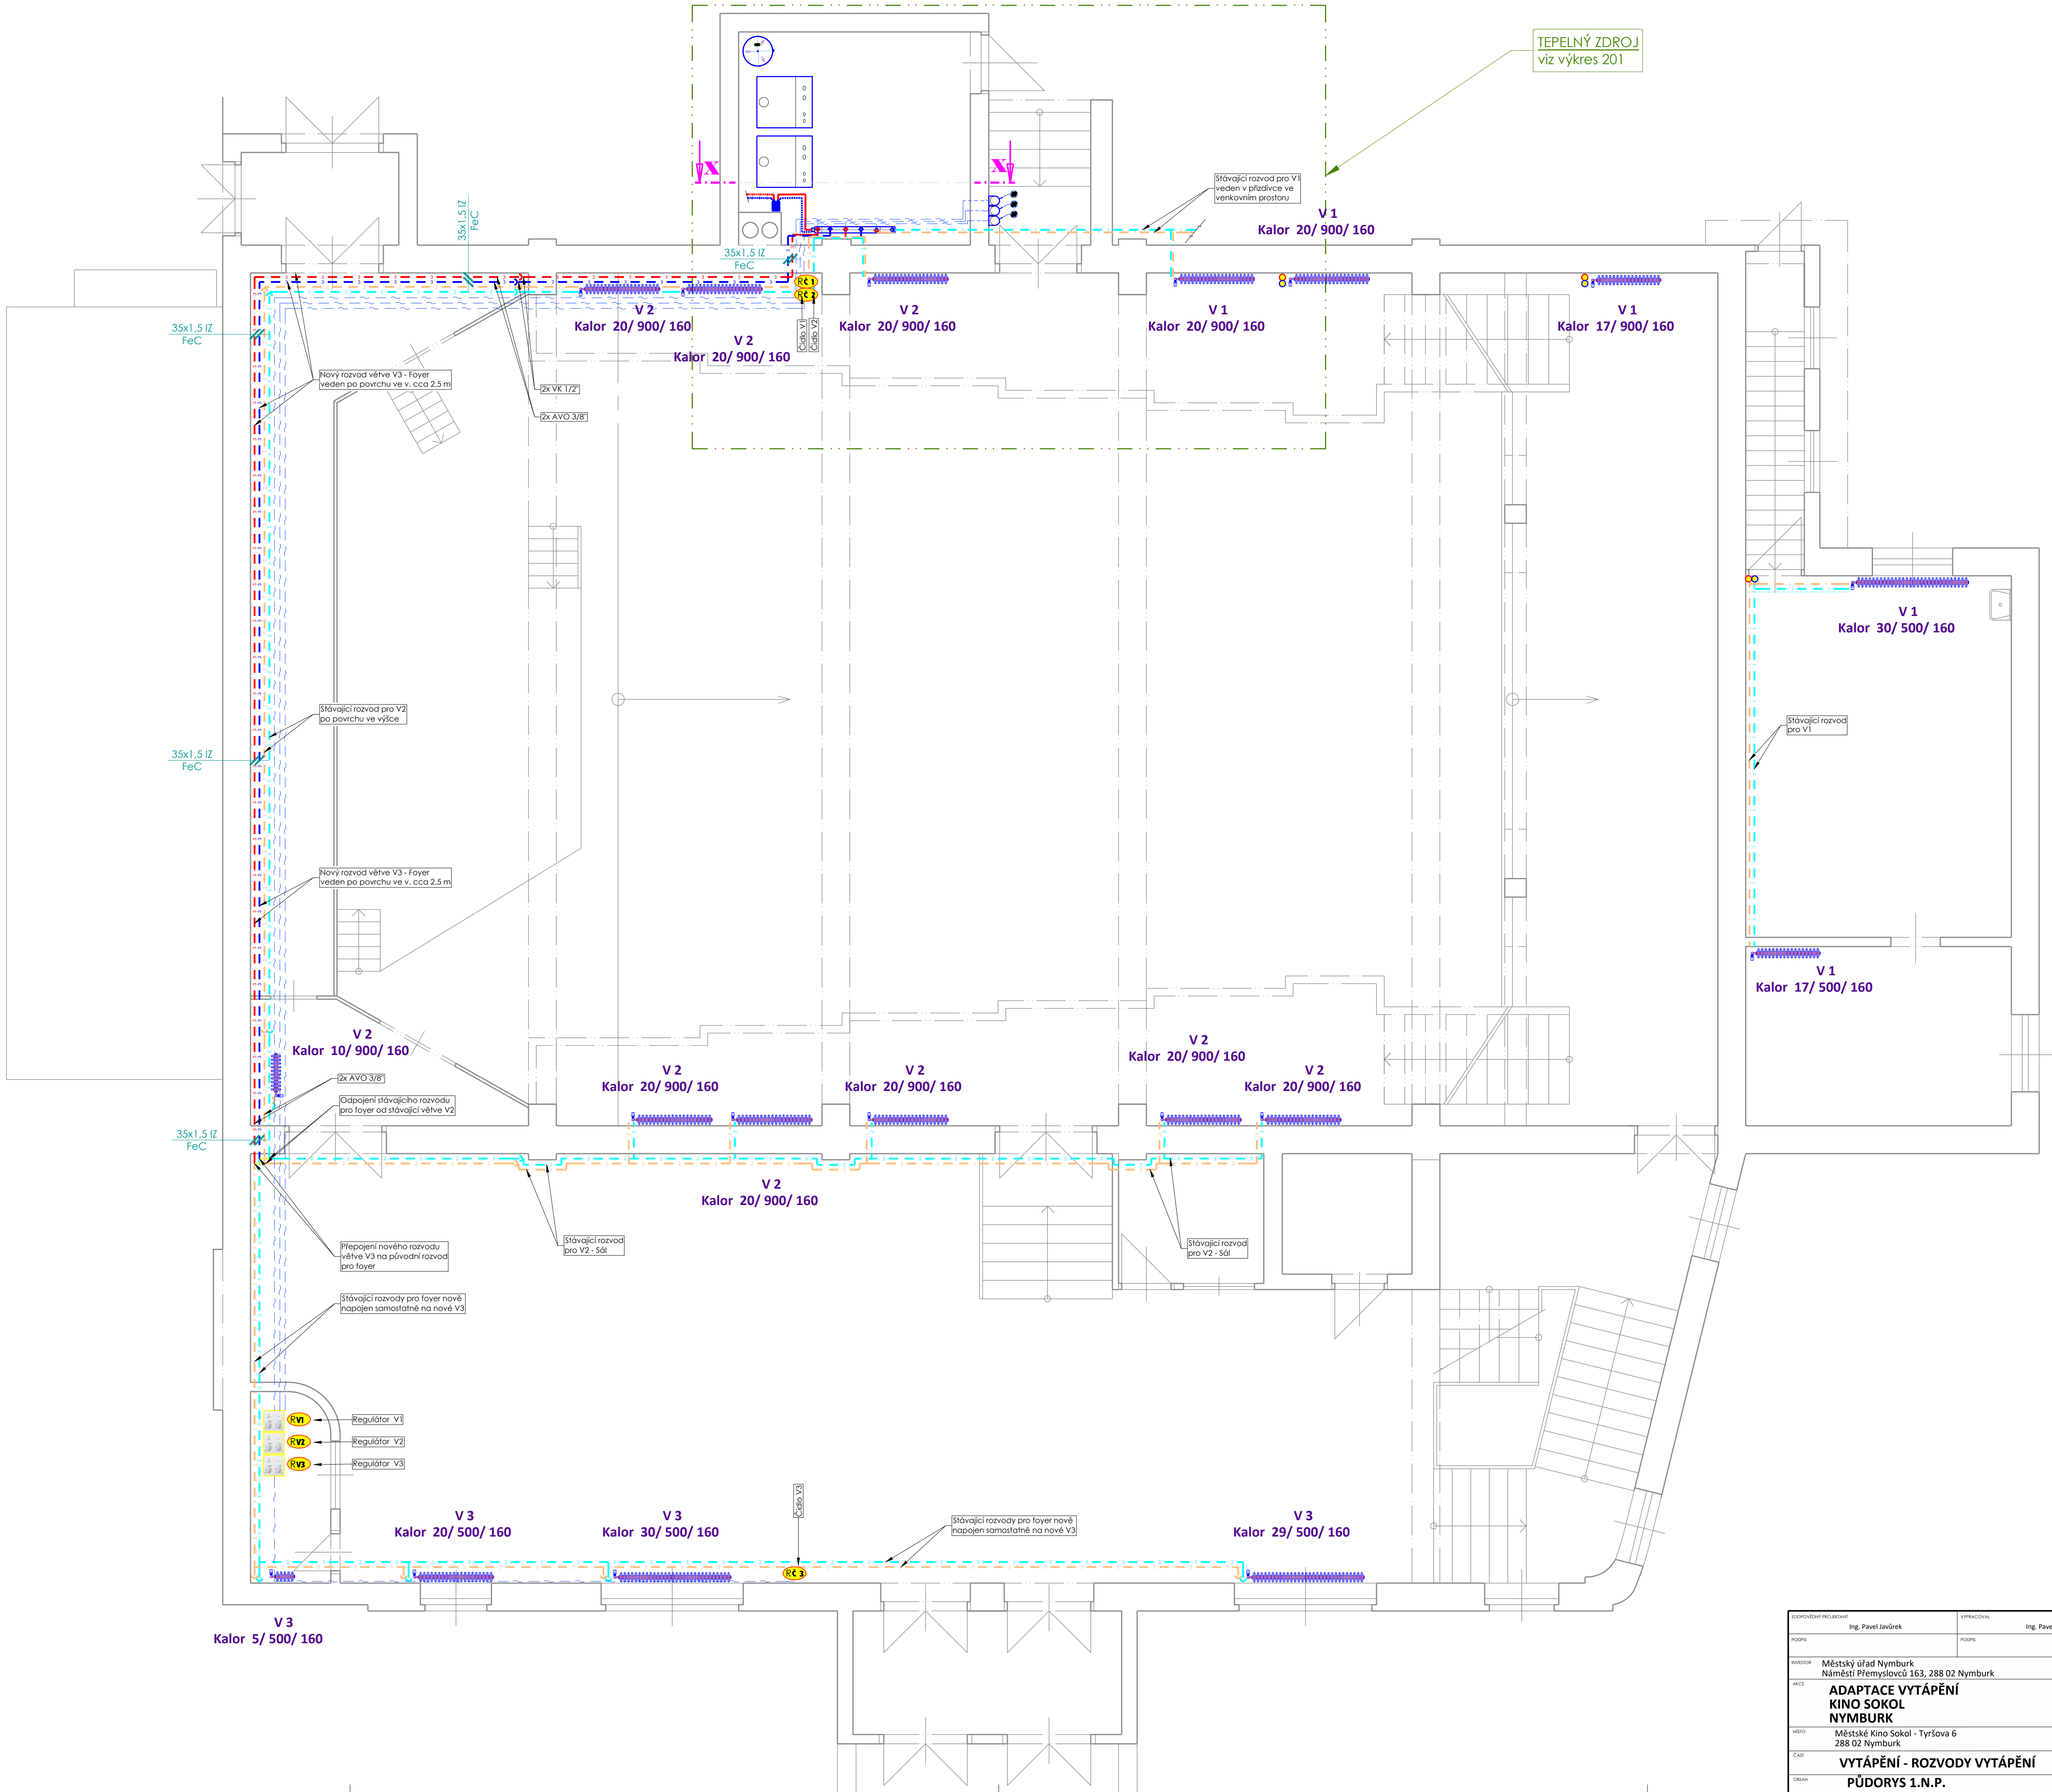 TEPELNÝ ZDROJ
viz výkres 201
X
X
Stávající rozvod pro V1
veden v přizdívce ve
venkovním prostoru
V 1
Kalor 20/ 900/ 160
35x1,5 IZ
FeC
35x1,5 IZ
FeC
RČ 1
RČ 2
Čidlo V1
Čidlo V2
35x1,5 IZ
FeC
V 2
Kalor 20/ 900/ 160
V 2
Kalor 20/ 900/ 160
V 2
Kalor 20/ 900/ 160
V 1
Kalor 20/ 900/ 160
V 1
Kalor 17/ 900/ 160
Nový rozvod větve V3 - Foyer
veden po povrchu ve v. cca 2,5 m
2x VK 1/2"
2x AVO 3/8"
V 1
Kalor 30/ 500/ 160
Stávající rozvod pro V2
po povrchu ve výšce
Stávající rozvod
pro V1
35x1,5 IZ
FeC
Nový rozvod větve V3 - Foyer
veden po povrchu ve v. cca 2,5 m
V 1
Kalor 17/ 500/ 160
V 2
Kalor 10/ 900/ 160
V 2
Kalor 20/ 900/ 160
V 2
Kalor 20/ 900/ 160
V 2
Kalor 20/ 900/ 160
V 2
Kalor 20/ 900/ 160
2x AVO 3/8"
Odpojení stávajícího rozvodu
pro foyer od stávající větve V2
35x1,5 IZ
FeC
V 2
Kalor 20/ 900/ 160
Přepojení nového rozvodu
větve V3 na původní rozvod
pro foyer
Stávající rozvod
pro V2 - Sál
Stávající rozvod
pro V2 - Sál
Stávající rozvody pro foyer nově
napojen samostatně na nové V3
RV1
Regulátor V1
RV2
Regulátor V2
RV3
Regulátor V3
V 3
Kalor 20/ 500/ 160
V 3
Kalor 30/ 500/ 160
Čidlo V3
RČ 3
Stávající rozvody pro foyer nově
napojen samostatně na nové V3
V 3
Kalor 29/ 500/ 160
V 3
Kalor 5/ 500/ 160
ZODPOVĚDNÝ PROJEKTANT
VYPRACOVAL
Ing. Pavel Javůrek
Ing. Pave
PODPIS
PODPIS
INVESTOR
Městský úřad Nymburk
Náměstí Přemyslovců 163, 288 02 Nymburk
AKCE
ADAPTACE VYTÁPĚNÍ
KINO SOKOL
NYMBURK
MÍSTO
Městské Kino Sokol - Tyršova 6
288 02 Nymburk
ČÁST
VYTÁPĚNÍ - ROZVODY VYTÁPĚNÍ
OBSAH
PŮDORYS 1.N.P.